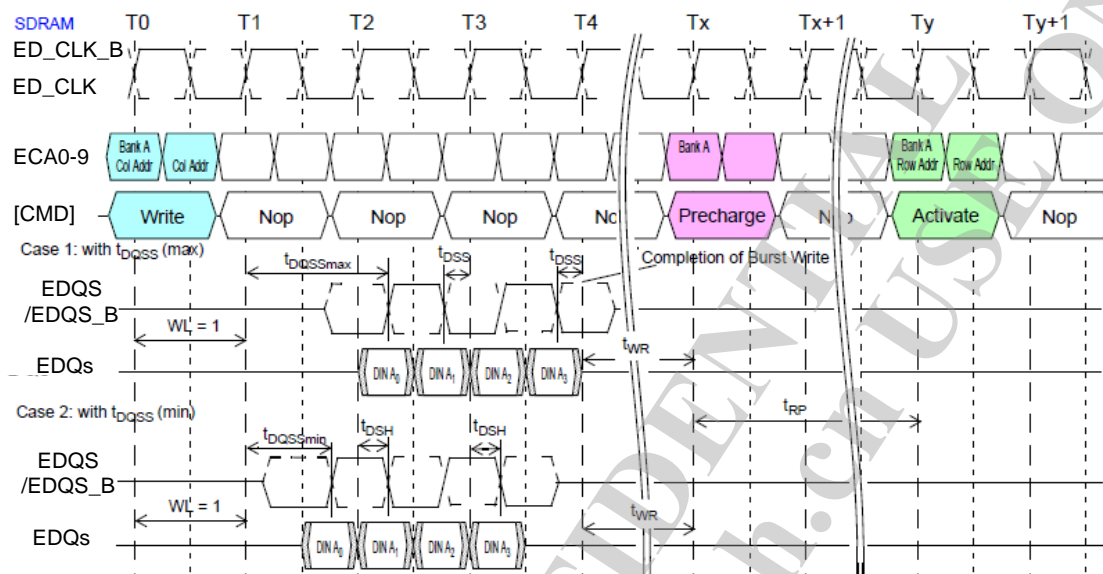 SDRAM T0 T1 T2 T3 T4 Tx Tx+1 Ty Ty+1
ED_CLK_B
ED_CLK
ECA0-9 Bank A Col Addr Col Addr Bank A Bank A Row Addr Row Addr
[CMD] Write Nop Nop Nop Nop Precharge Nop Activate Nop
Case 1: with tDQSS (max)
tDQSSmax tDSS tDSS Completion of Burst Write
EDQS
/EDQS_B
WL = 1
tWR
EDQs DIN A0 DIN A1 DIN A2 DIN A3
Case 2: with tDQSS (min)
tRP
tDQSSmin tDSH tDSH
EDQS
/EDQS_B
WL = 1
tWR
EDQs DIN A0 DIN A1 DIN A2 DIN A3